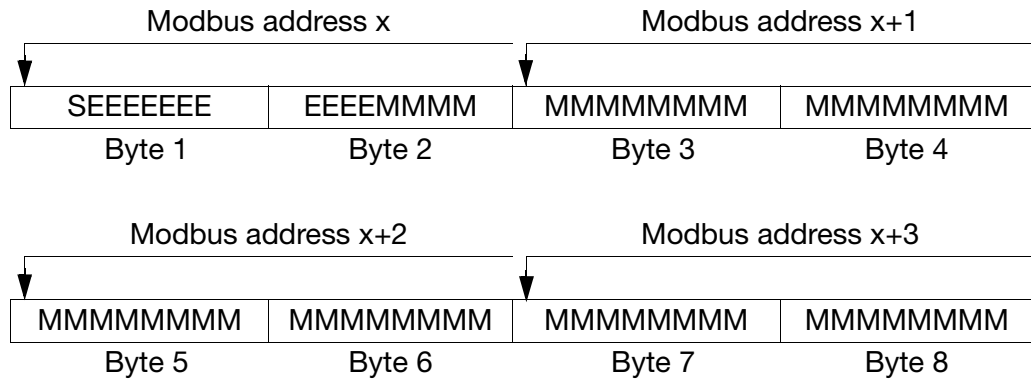 Modbus address x Modbus address x+1
SEEEEEEE EEEEMMMM MMMMMMMM MMMMMMMM
Byte 1 Byte 2 Byte 3 Byte 4
Modbus address x+2 Modbus address x+3
MMMMMMMM MMMMMMMM MMMMMMMM MMMMMMMM
Byte 5 Byte 6 Byte 7 Byte 8